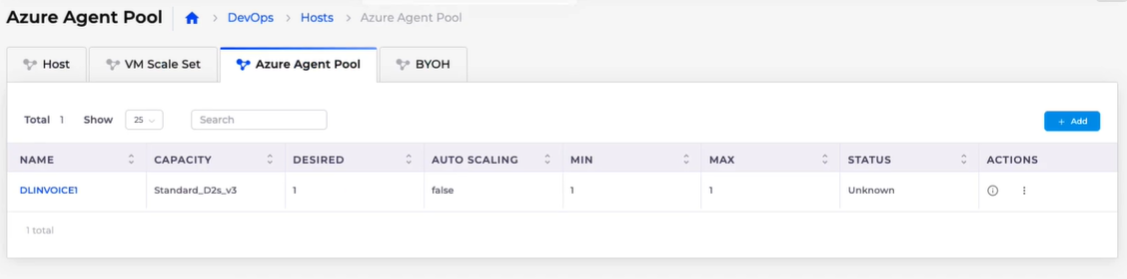 Azure Agent Pool > DevOps > Hosts > Azure Agent Pool
Host VM Scale Set Azure Agent Pool BYOH
Total 1 Show 25 Search + Add
NAME CAPACITY DESIRED AUTO SCALING MIN MAX STATUS ACTIONS
DLINVOICE1 Standard_D2s_v3 1 false 1 1 Unknown
1 total